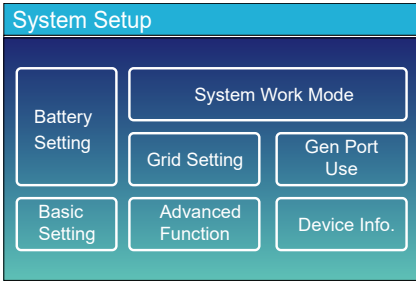 System Setup
Battery
Setting
System Work Mode
Grid Setting
Gen Port
Use
Basic
Setting
Advanced
Function
Device Info.